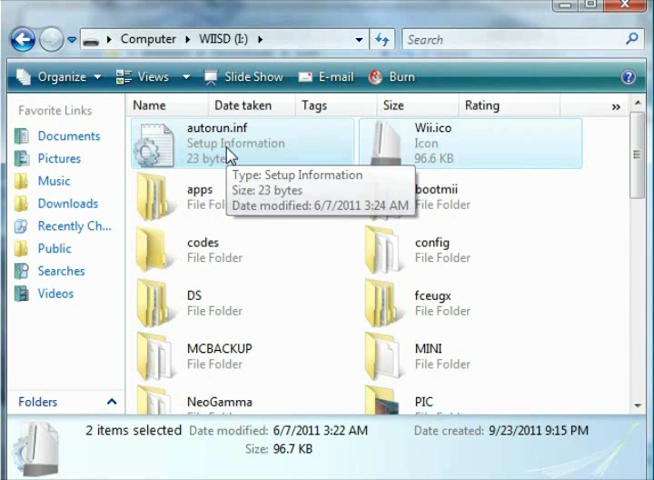 Computer WIISD (I:) Search
Organize Views Slide Show E-mail Burn
Favorite Links
Documents
Pictures
Music
Downloads
Recently Ch...
Public
Searches
Videos
Folders
Name Date taken Tags Size Rating »
autorun.inf
Setup Information
23 bytes
Wii.ico
Icon
96.6 KB
Type: Setup Information
Size: 23 bytes
Date modified: 6/7/2011 3:24 AM
apps
File Fol
bootmii
codes
File Folder
config
File Folder
DS
File Folder
fceugx
File Folder
MCBACKUP
File Folder
MINI
File Folder
NeoGamma
PIC
2 items selected Date modified: 6/7/2011 3:22 AM Date created: 9/23/2011 9:15 PM
Size: 96.7 KB